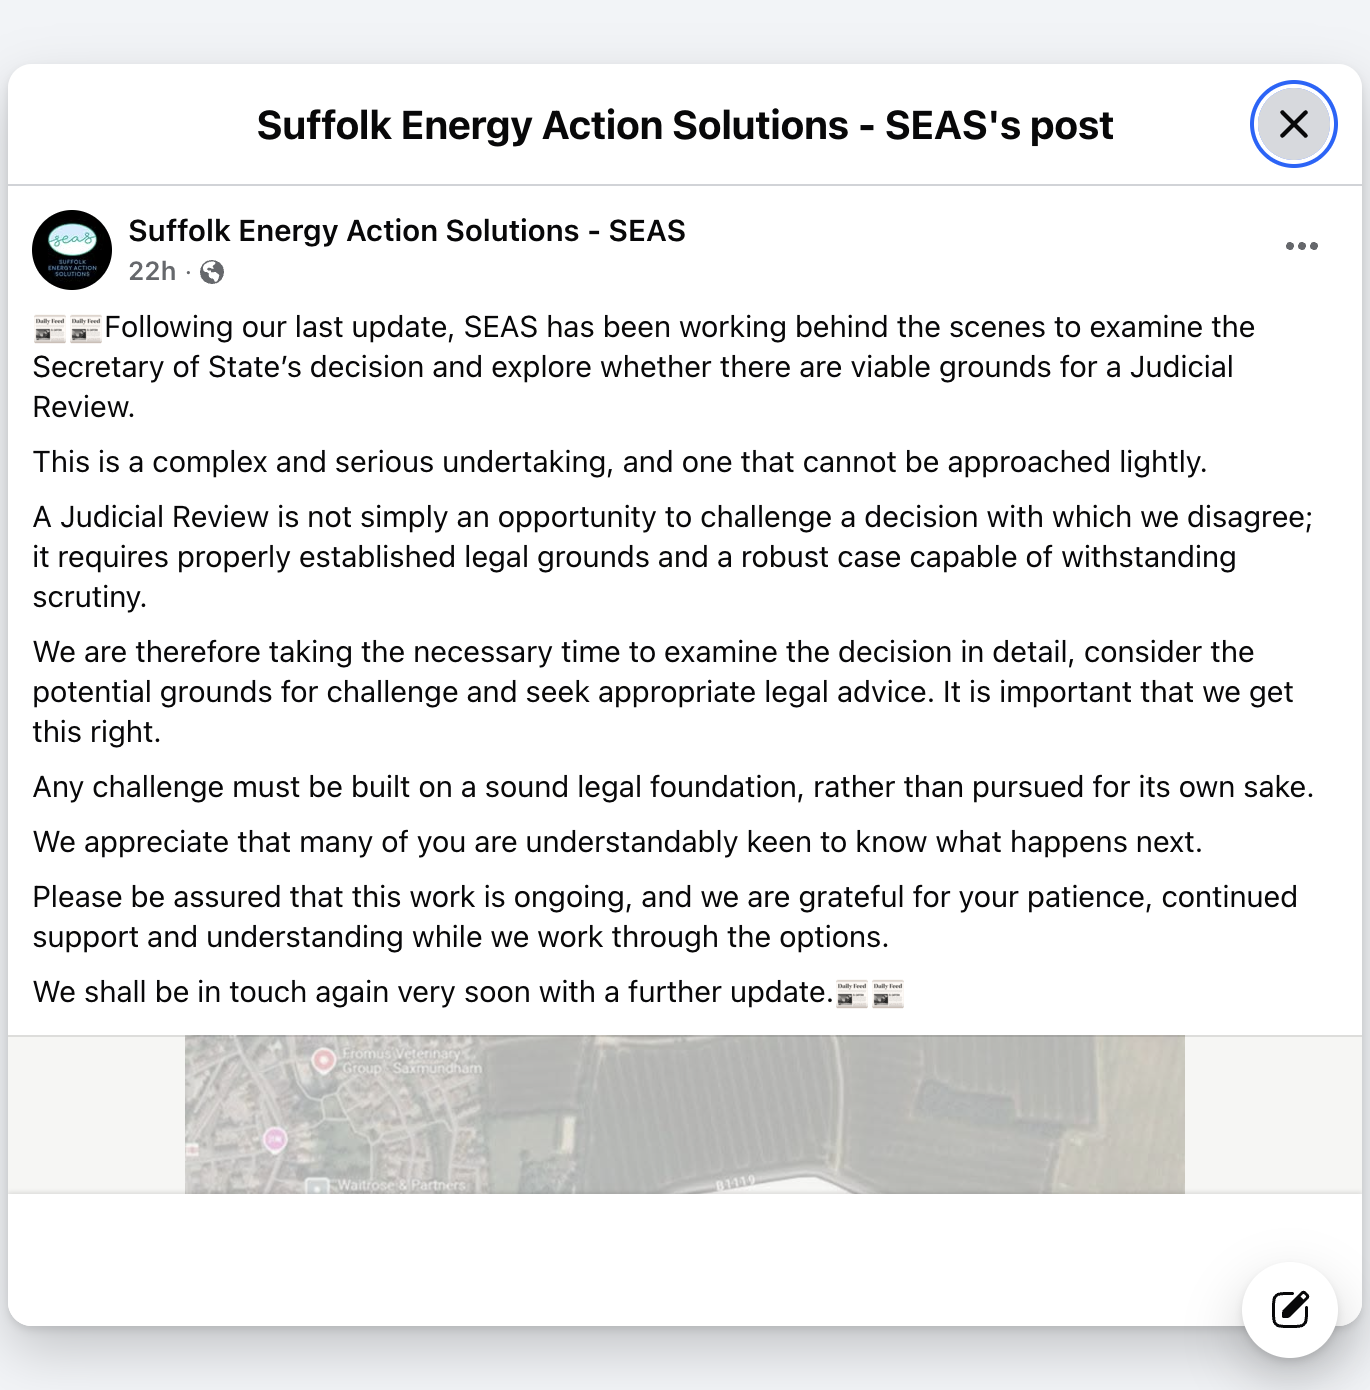 Suffolk Energy Action Solutions - SEAS's post
seas
SUFFOLK
ENERGY ACTION
SOLUTIONS
Suffolk Energy Action Solutions - SEAS
22h ·
Following our last update, SEAS has been working behind the scenes to examine the
Secretary of State’s decision and explore whether there are viable grounds for a Judicial
Review.
This is a complex and serious undertaking, and one that cannot be approached lightly.
A Judicial Review is not simply an opportunity to challenge a decision with which we disagree;
it requires properly established legal grounds and a robust case capable of withstanding
scrutiny.
We are therefore taking the necessary time to examine the decision in detail, consider the
potential grounds for challenge and seek appropriate legal advice. It is important that we get
this right.
Any challenge must be built on a sound legal foundation, rather than pursued for its own sake.
We appreciate that many of you are understandably keen to know what happens next.
Please be assured that this work is ongoing, and we are grateful for your patience, continued
support and understanding while we work through the options.
We shall be in touch again very soon with a further update.
Fromus Veterinary
Group - Saxmundham
Waitrose & Partners
B1119